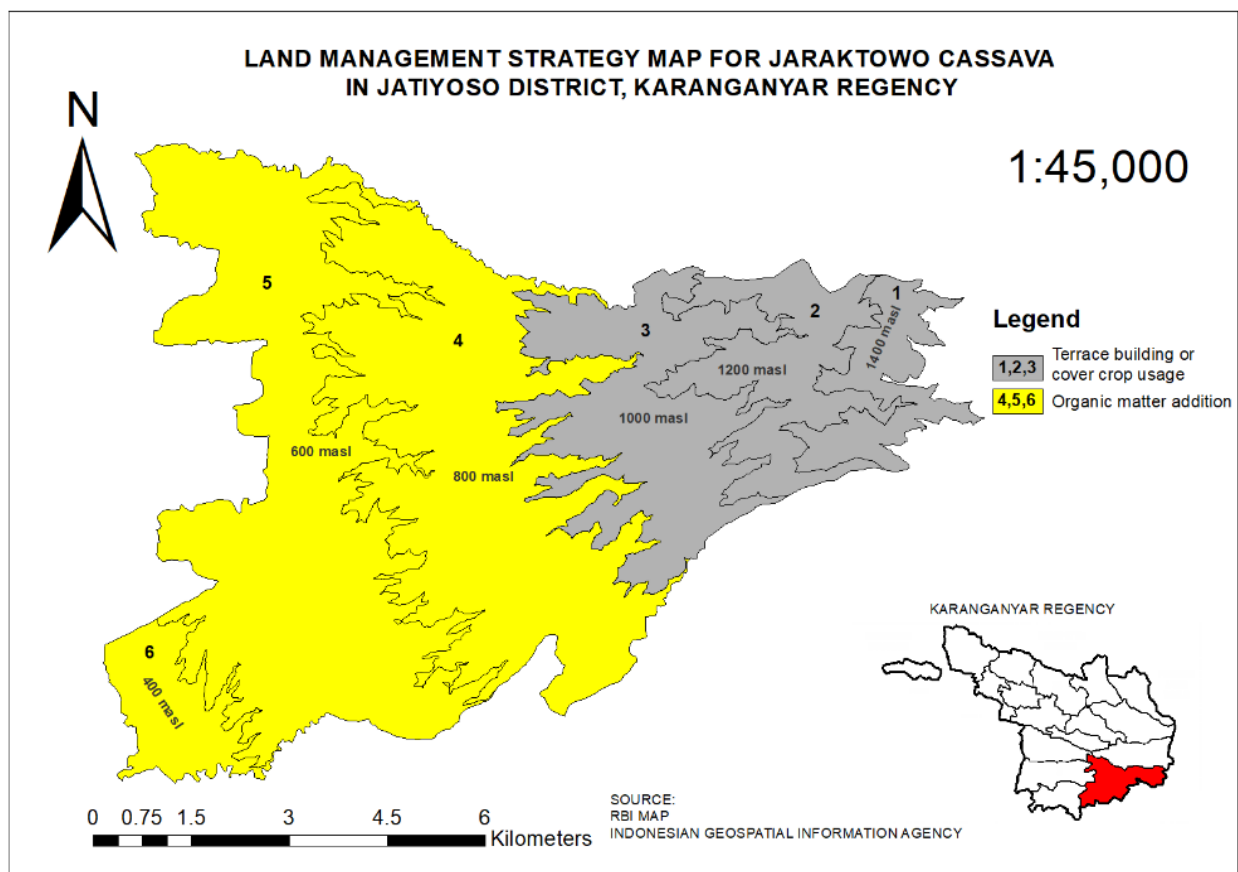 LAND MANAGEMENT STRATEGY MAP FOR JARAKTOWO CASSAVA
IN JATIYOSO DISTRICT, KARANGANYAR REGENCY
N
1:45,000
5
4
3
2
1
1400 masl
1200 masl
1000 masl
600 masl
800 masl
6
400 masl
Legend
1,2,3 Terrace building or
cover crop usage
4,5,6 Organic matter addition
KARANGANYAR REGENCY
0 0.75 1.5 3 4.5 6
Kilometers
SOURCE:
RBI MAP
INDONESIAN GEOSPATIAL INFORMATION AGENCY